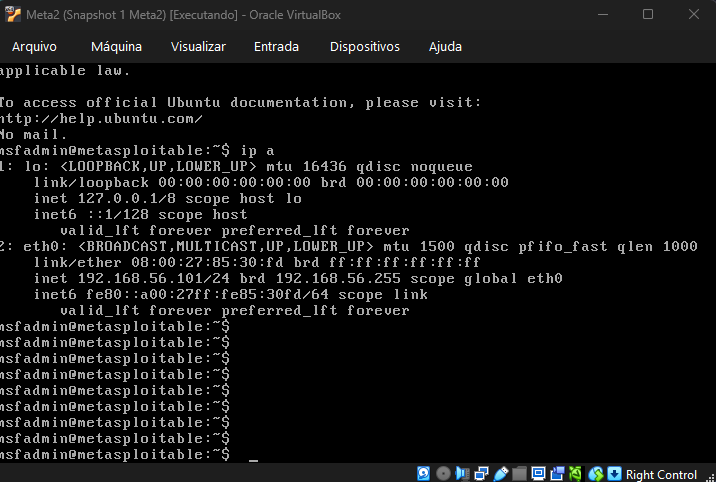 Meta2 (Snapshot 1 Meta2) [Executando] - Oracle VirtualBox
Arquivo Máquina Visualizar Entrada Dispositivos Ajuda
applicable law.
To access official Ubuntu documentation, please visit:
http://help.ubuntu.com/
No mail.
msfadmin@metasploitable:~$ ip a
1: lo: <LOOPBACK,UP,LOWER_UP> mtu 16436 qdisc noqueue
link/loopback 00:00:00:00:00:00 brd 00:00:00:00:00:00
inet 127.0.0.1/8 scope host lo
inet6 ::1/128 scope host
valid_lft forever preferred_lft forever
2: eth0: <BROADCAST,MULTICAST,UP,LOWER_UP> mtu 1500 qdisc pfifo_fast qlen 1000
link/ether 08:00:27:85:30:fd brd ff:ff:ff:ff:ff:ff
inet 192.168.56.101/24 brd 192.168.56.255 scope global eth0
inet6 fe80::a00:27ff:fe85:30fd/64 scope link
valid_lft forever preferred_lft forever
msfadmin@metasploitable:~$
msfadmin@metasploitable:~$
msfadmin@metasploitable:~$
msfadmin@metasploitable:~$
msfadmin@metasploitable:~$
msfadmin@metasploitable:~$
msfadmin@metasploitable:~$
msfadmin@metasploitable:~$
msfadmin@metasploitable:~$ _
Right Control